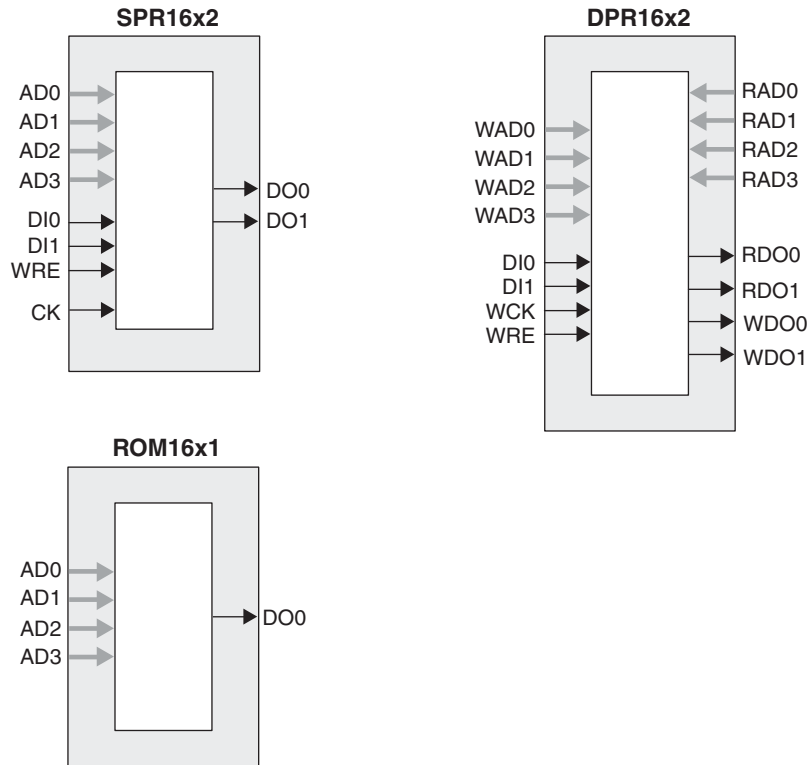 SPR16x2
AD0
AD1
AD2
AD3
DI0
DI1
WRE
CK
DO0
DO1
DPR16x2
WAD0
WAD1
WAD2
WAD3
DI0
DI1
WCK
WRE
RAD0
RAD1
RAD2
RAD3
RDO0
RDO1
WDO0
WDO1
ROM16x1
AD0
AD1
AD2
AD3
DO0